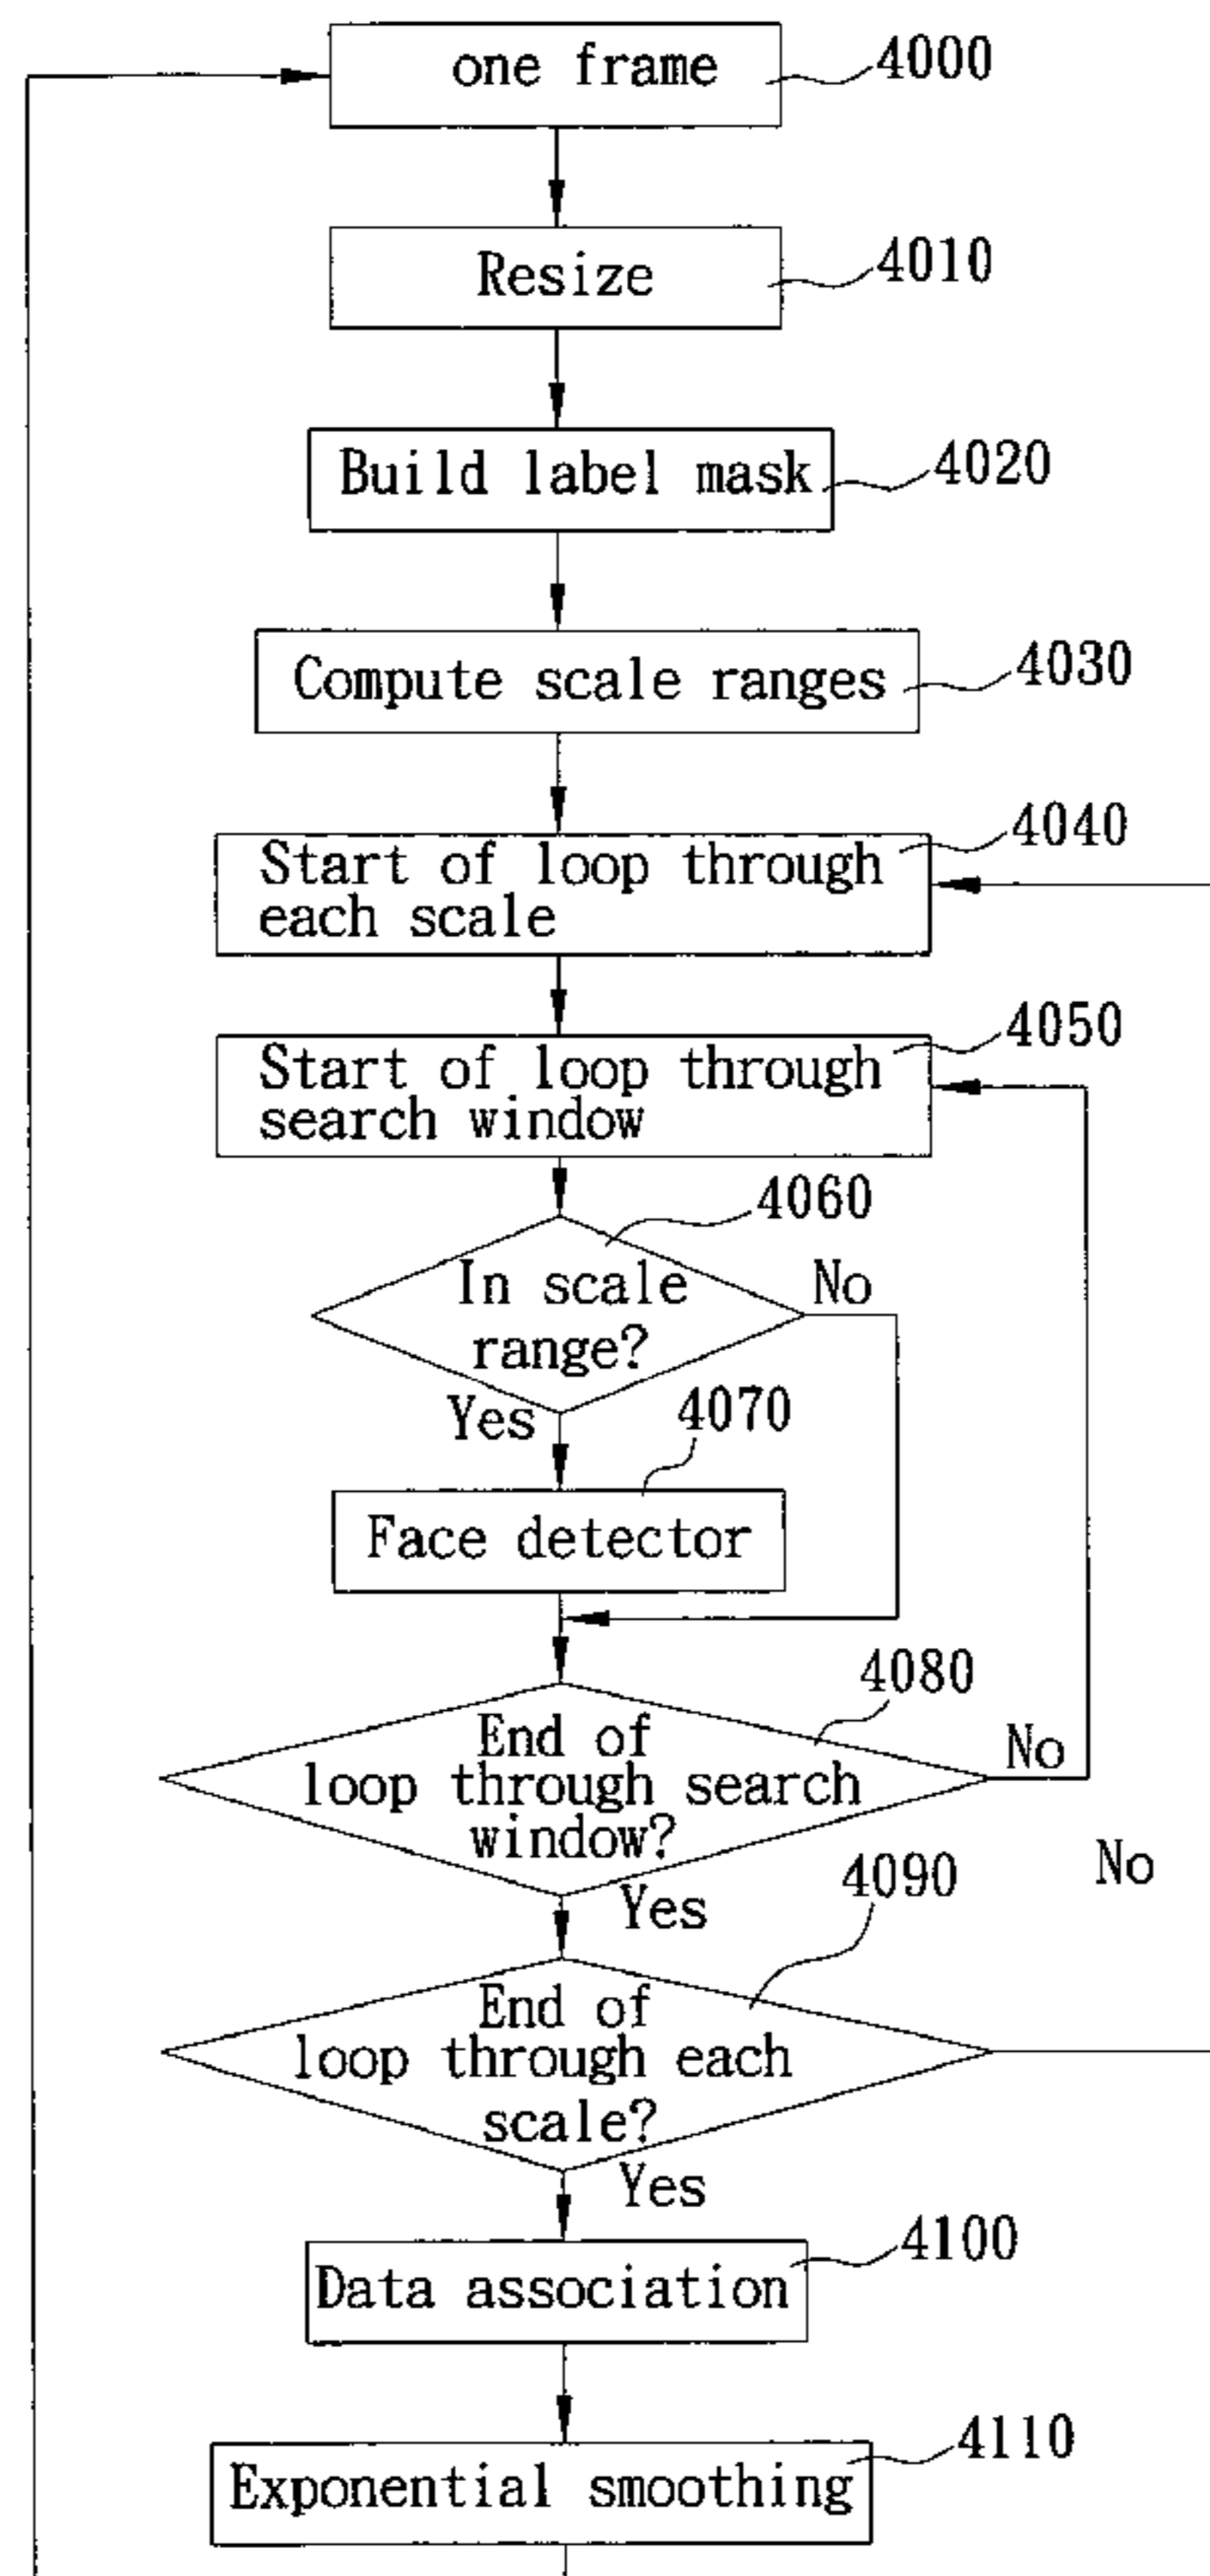 one frame
4000
Resize
4010
Build label mask
4020
Compute scale ranges
4030
Start of loop through
each scale
4040
Start of loop through
search window
4050
4060
In scale
range?
No
Yes
4070
Face detector
4080
End of
loop through search
window?
No
Yes
No
4090
End of
loop through each
scale?
Yes
4100
Data association
4110
Exponential smoothing